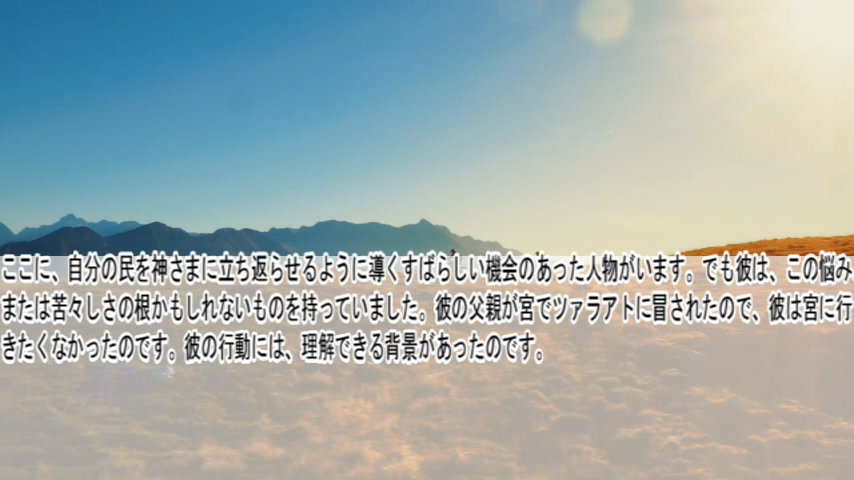 ここに、自分の民を神さまに立ち返らせるように導くすばらしい機会のあった人物がいます。でも彼は、この悩み
または苦々しさの根かもしれないものを持っていました。彼の父親が宮でツァラアトに冒されたので、彼は宮に行
きたくなかったのです。彼の行動には、理解できる背景があったのです。